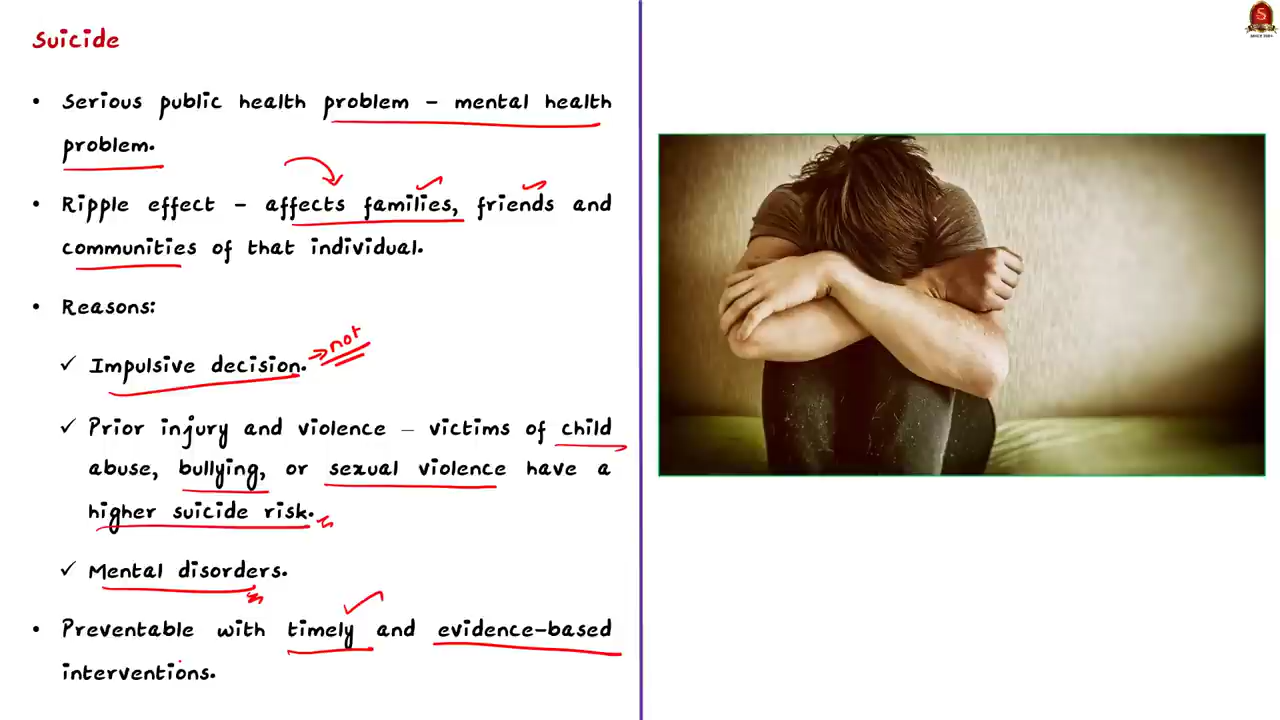 Suicide
• Serious public health problem – mental health
problem.
• Ripple effect – affects families, friends and
communities of that individual.
• Reasons:
✓ Impulsive decision. → not
✓ Prior injury and violence – victims of child
abuse, bullying, or sexual violence have a
higher suicide risk.
✓ Mental disorders.
• Preventable with timely and evidence-based
interventions.
S